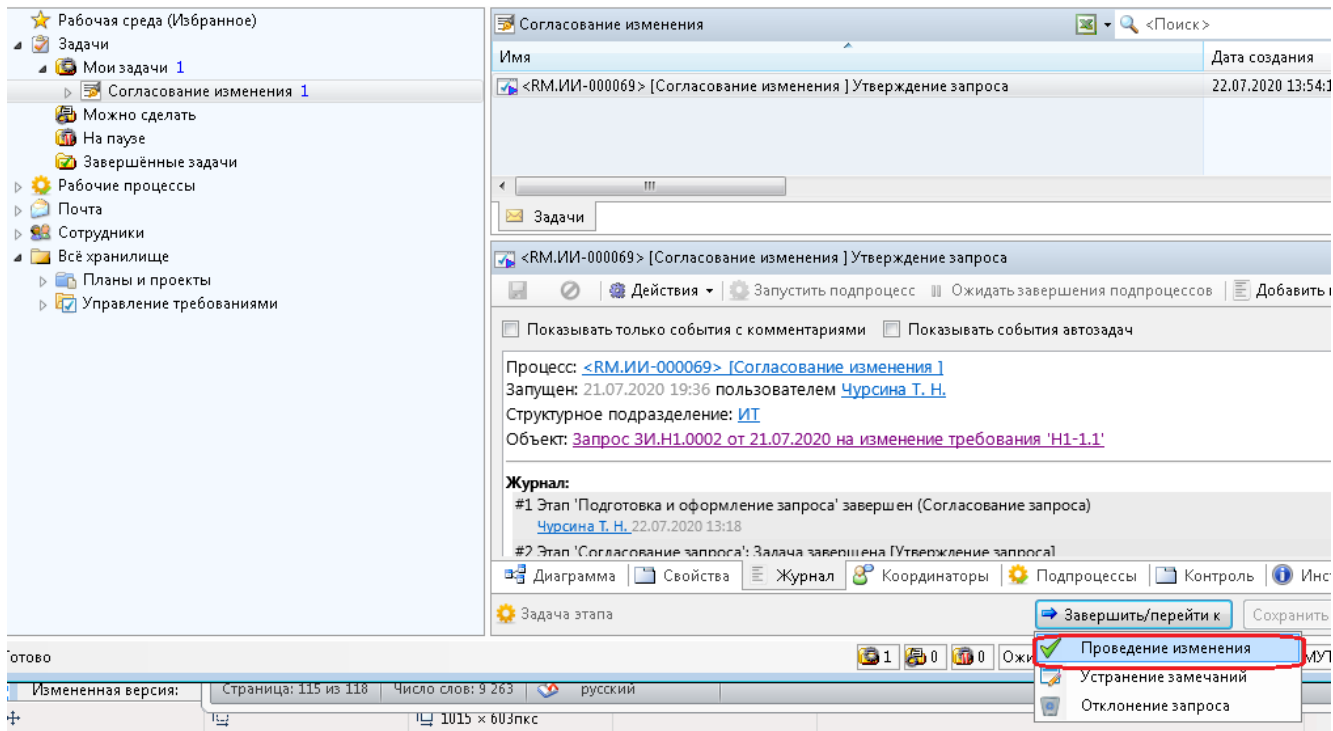 Рабочая среда (Избранное)
Задачи
Мои задачи 1
Согласование изменения 1
Можно сделать
На паузе
Завершённые задачи
Рабочие процессы
Почта
Сотрудники
Всё хранилище
Планы и проекты
Управление требованиями
Согласование изменения
<Поиск>
Имя
Дата создания
<RM.ИИ-000069> [Согласование изменения ] Утверждение запроса
22.07.2020 13:54:1
Задачи
<RM.ИИ-000069> [Согласование изменения ] Утверждение запроса
Действия
Запустить подпроцесс
Ожидать завершения подпроцессов
Добавить
Показывать только события с комментариями
Показывать события автозадач
Процесс: <RM.ИИ-000069> [Согласование изменения ]
Запущен: 21.07.2020 19:36 пользователем Чурсина Т. Н.
Структурное подразделение: ИТ
Объект: Запрос ЗИ.Н1.0002 от 21.07.2020 на изменение требования 'Н1-1.1'
Журнал:
#1 Этап 'Подготовка и оформление запроса' завершен (Согласование запроса)
Чурсина Т. Н. 22.07.2020 13:18
#2 Этап 'Согласование запроса': Задача завершена [Утверждение запроса]
Диаграмма
Свойства
Журнал
Координаторы
Подпроцессы
Контроль
Инс
Задача этапа
Завершить/перейти к
Сохранить
Проведение изменения
Устранение замечаний
Отклонение запроса
отово
1
0
0
Ожи
МУТ
Измененная версия:
Страница: 115 из 118
Число слов: 9 263
русский
1015 × 603пкс